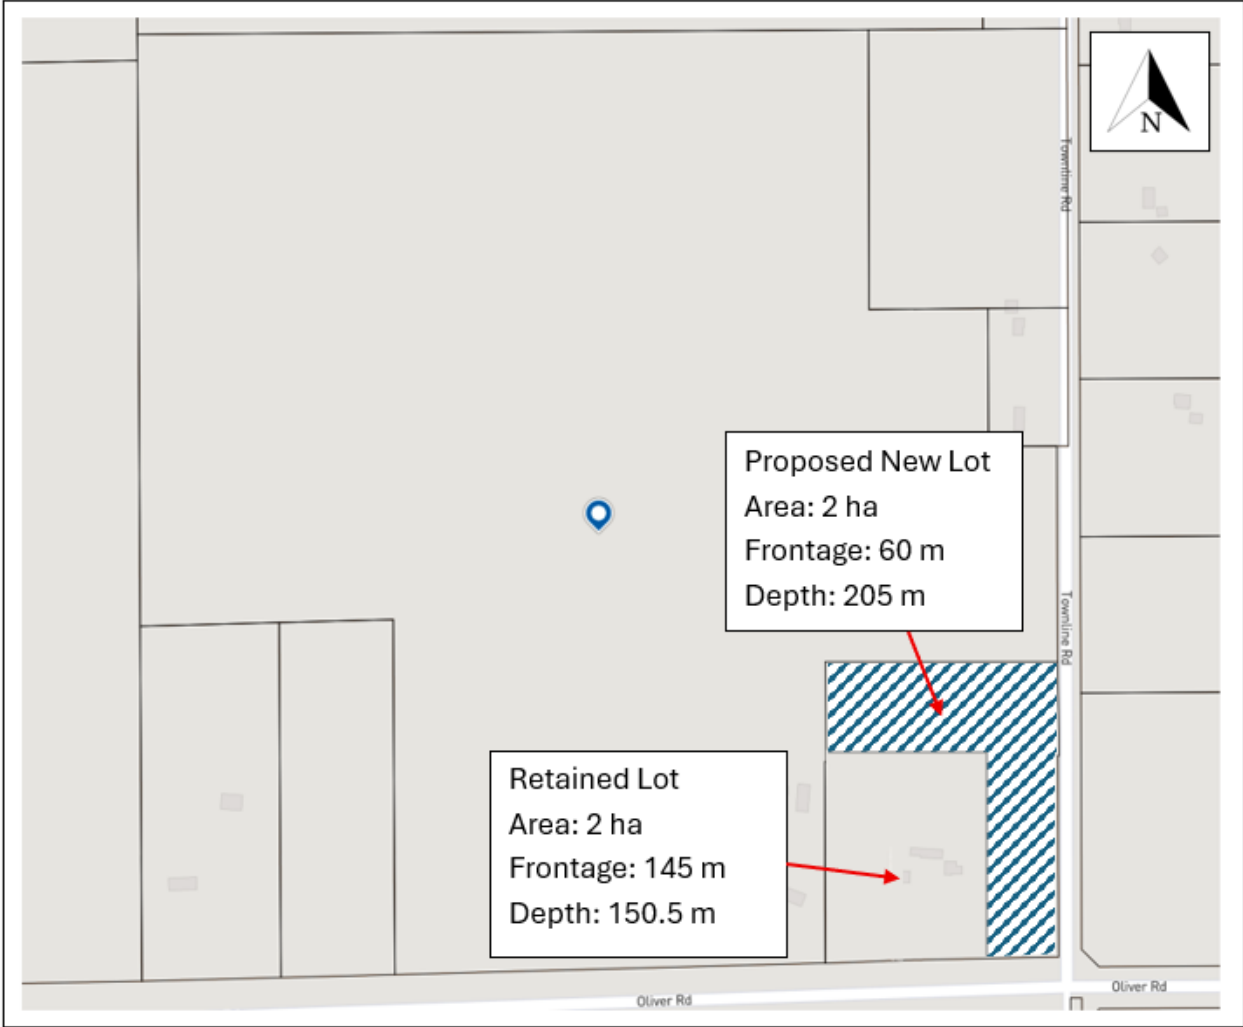 N
Townline Rd
Proposed New Lot
Area: 2 ha
Frontage: 60 m
Depth: 205 m
Townline Rd
Retained Lot
Area: 2 ha
Frontage: 145 m
Depth: 150.5 m
Oliver Rd
Oliver Rd